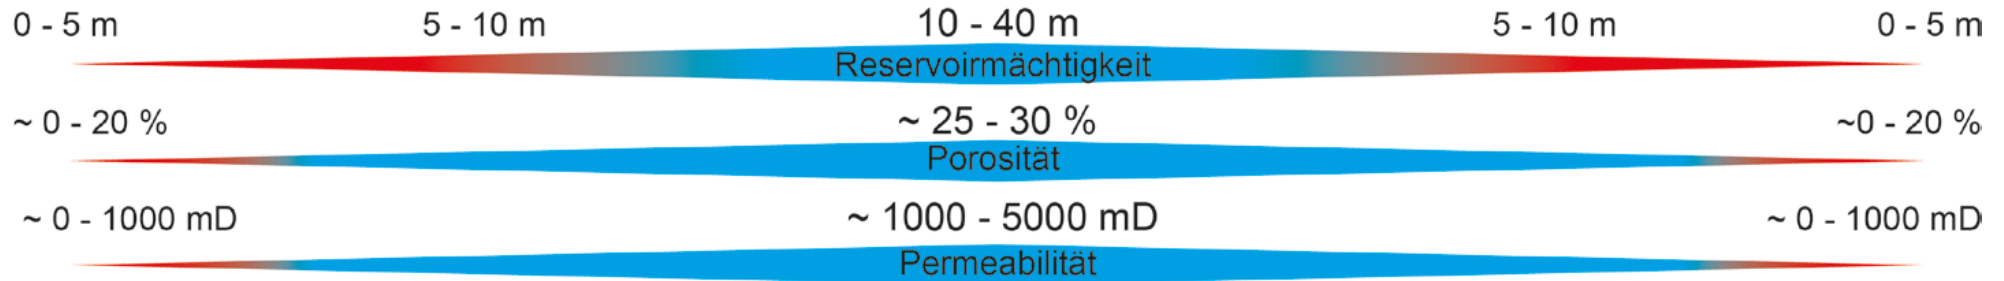 0 - 5 m 5 - 10 m 10 - 40 m 5 - 10 m 0 - 5 m
Reservoirmächtigkeit
~ 0 - 20 % ~ 25 - 30 % ~0 - 20 %
Porosität
~ 0 - 1000 mD ~ 1000 - 5000 mD ~ 0 - 1000 mD
Permeabilität